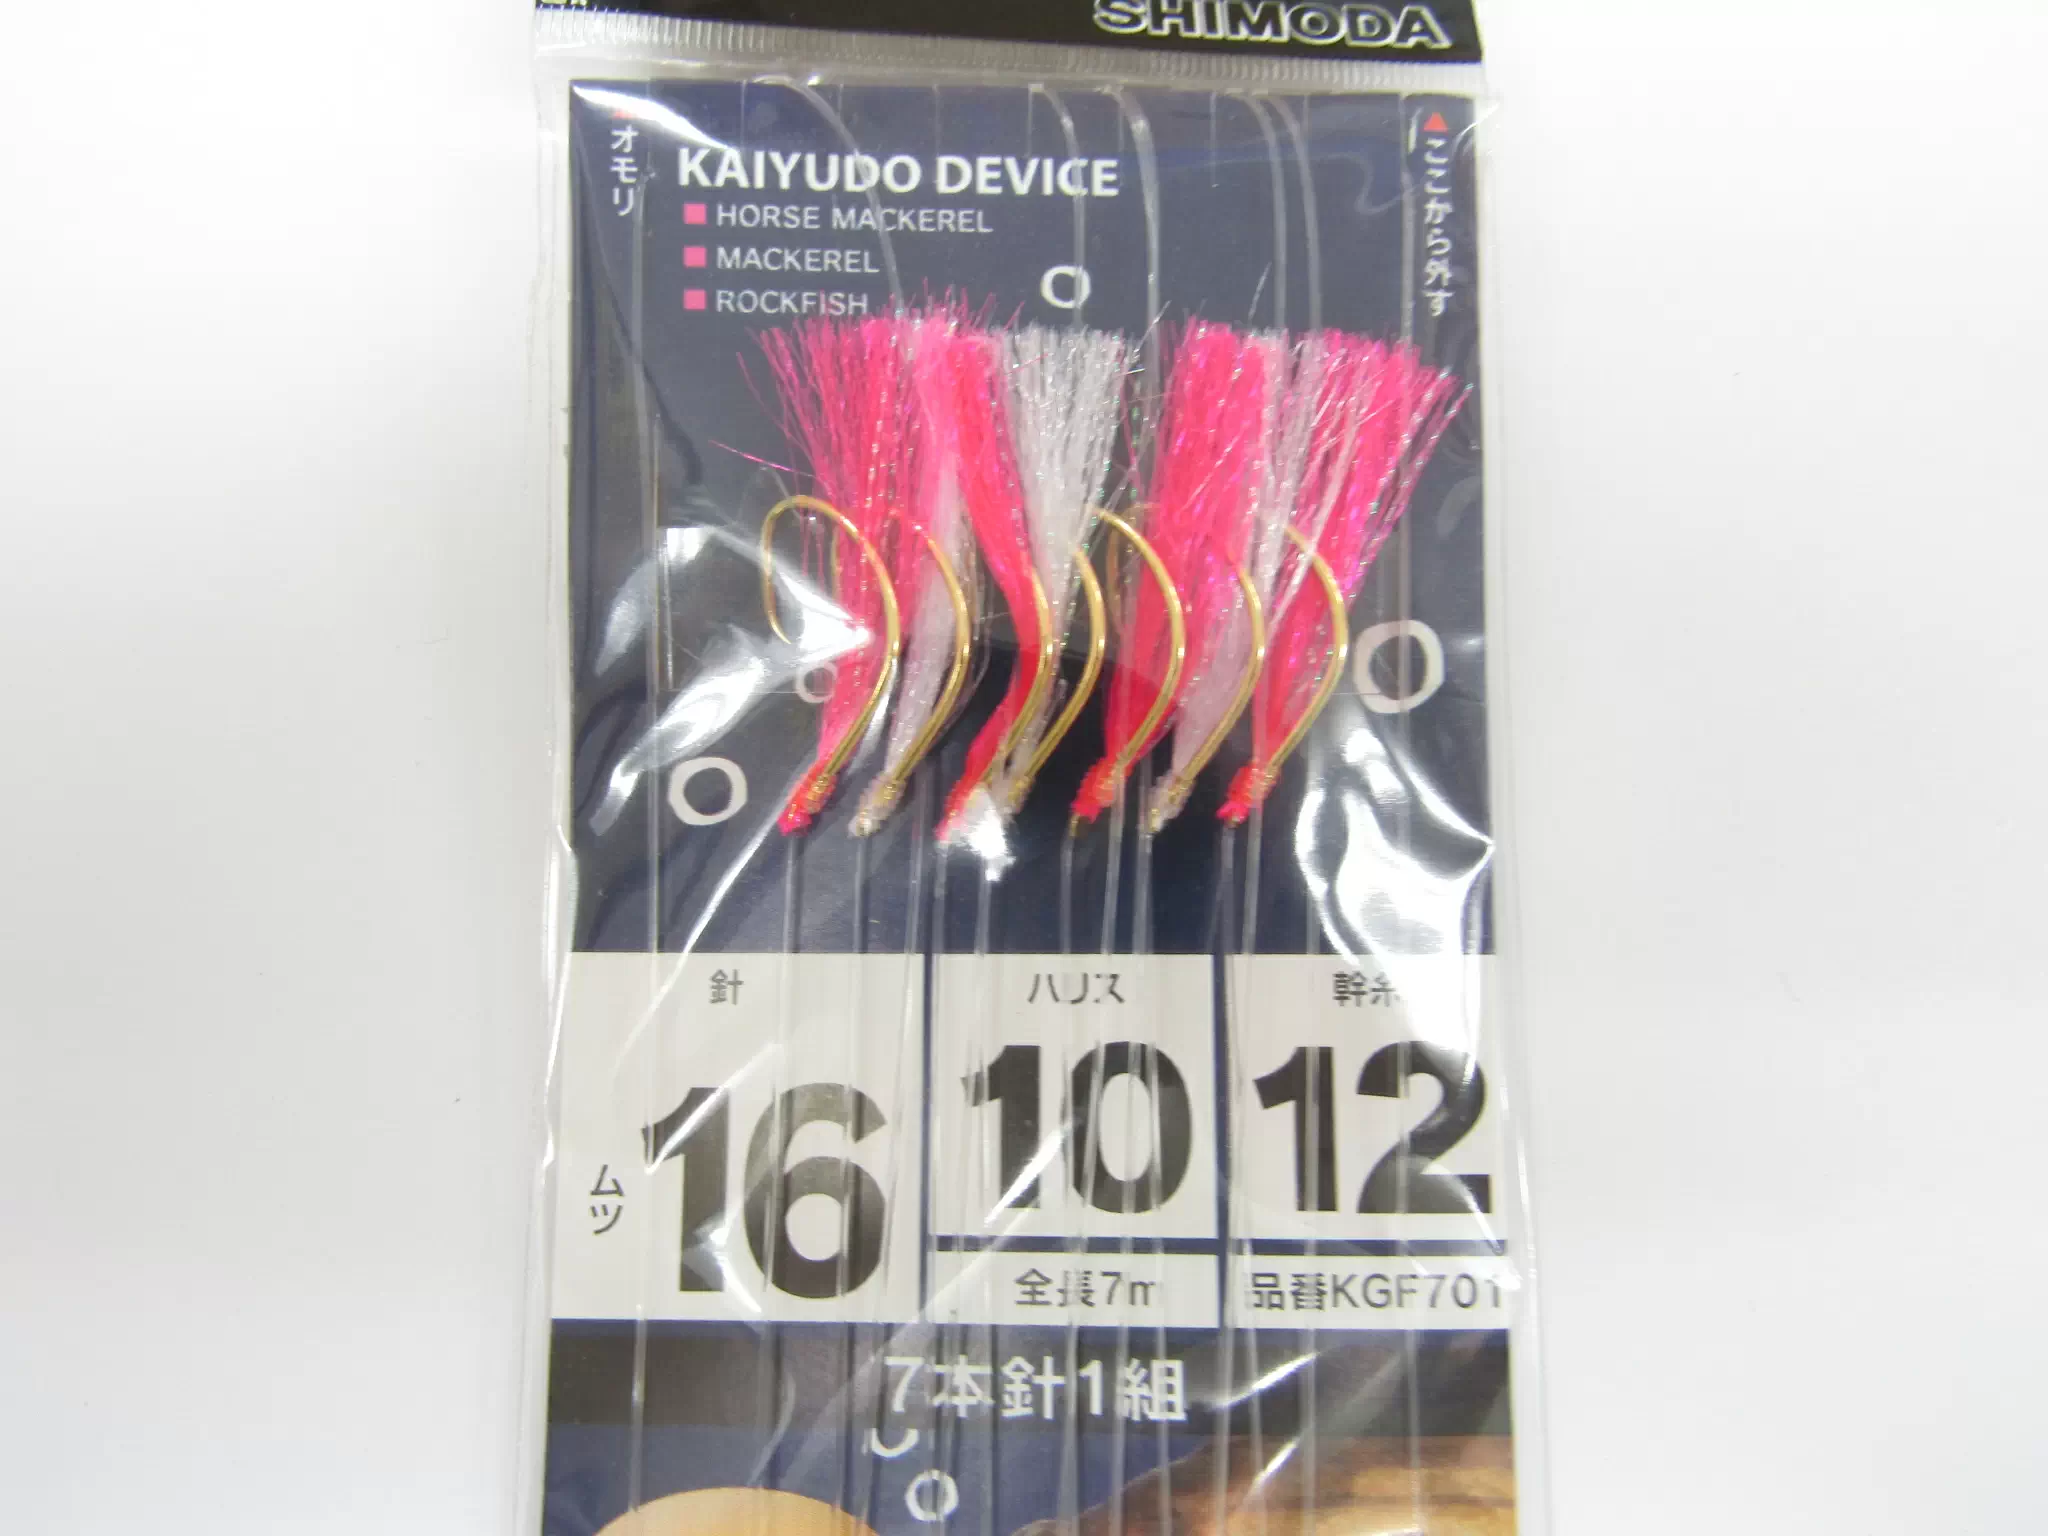 SHIMODA
オモリ
ここから外す
KAIYUDO DEVICE
HORSE MACKEREL
MACKEREL
ROCKFISH
針
ムツ
16
ハリス
10
全長7m
幹糸
12
品番KGF701
7本針1組